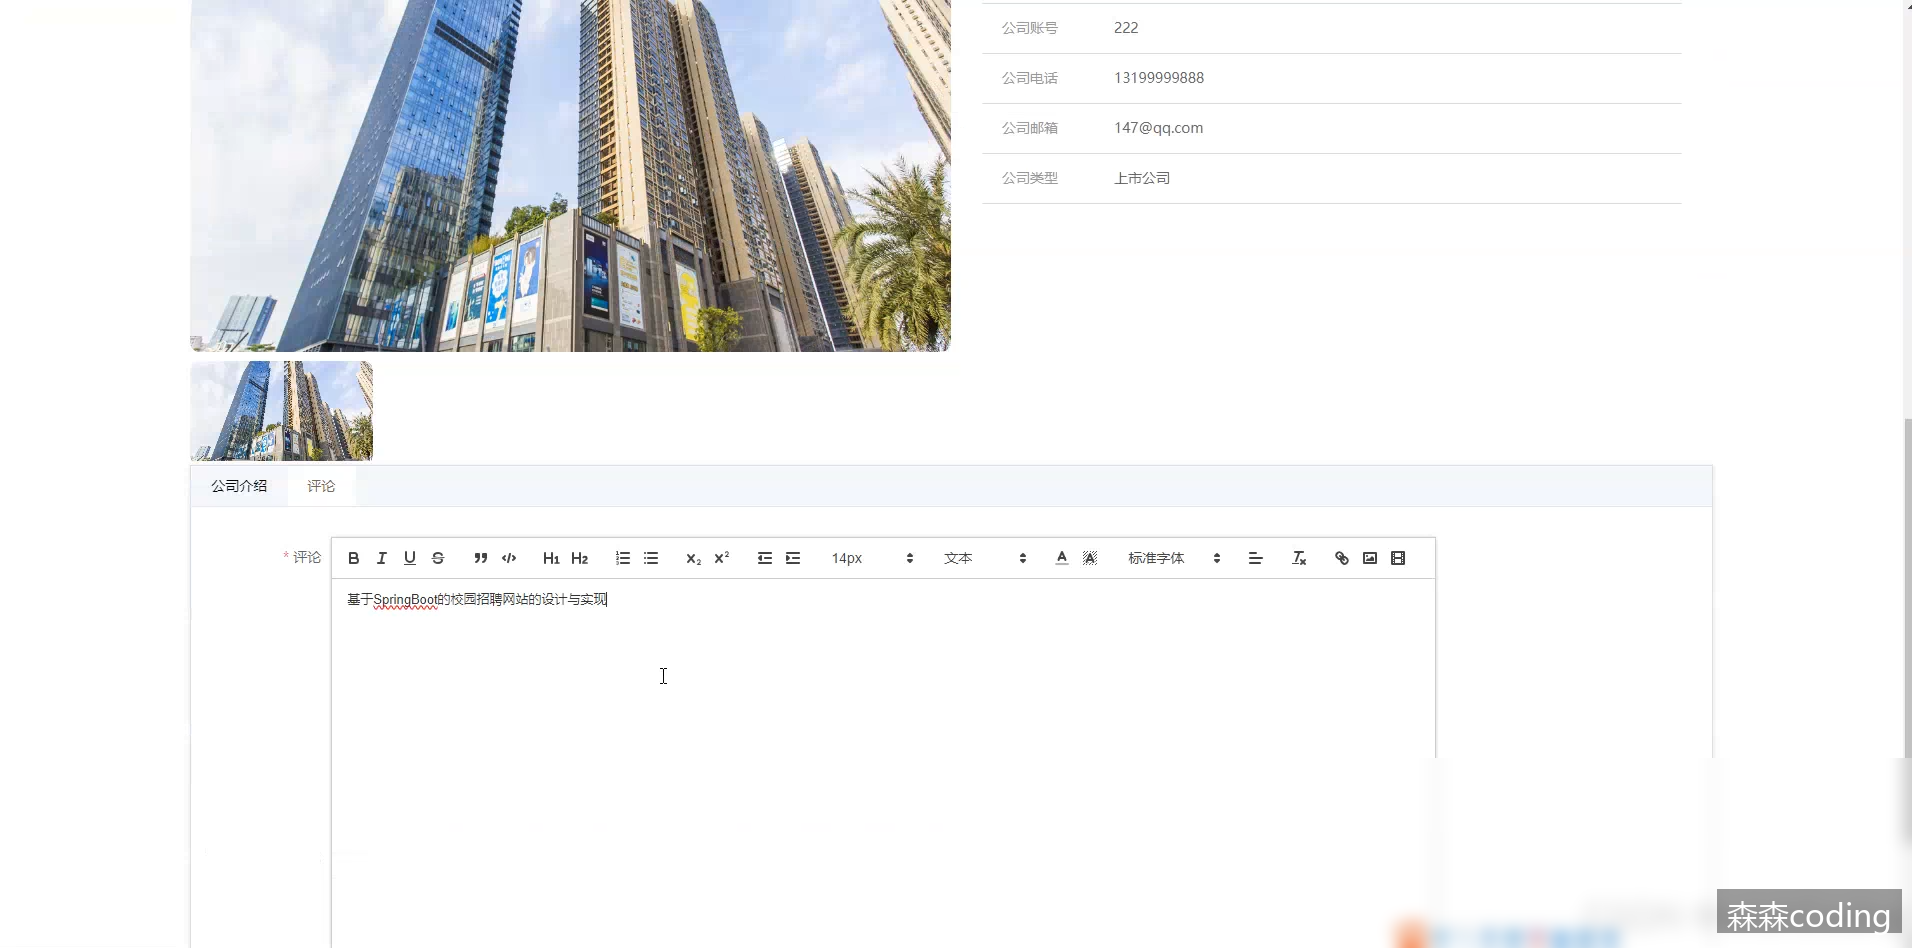 公司账号 222
公司电话 13199999888
公司邮箱 147@qq.com
公司类型 上市公司
公司介绍 评论
* 评论
B I U S H1 H2 X2 X2 14px 文本 A A 标准字体 Tx
基于SpringBoot的校园招聘网站的设计与实现
森森coding